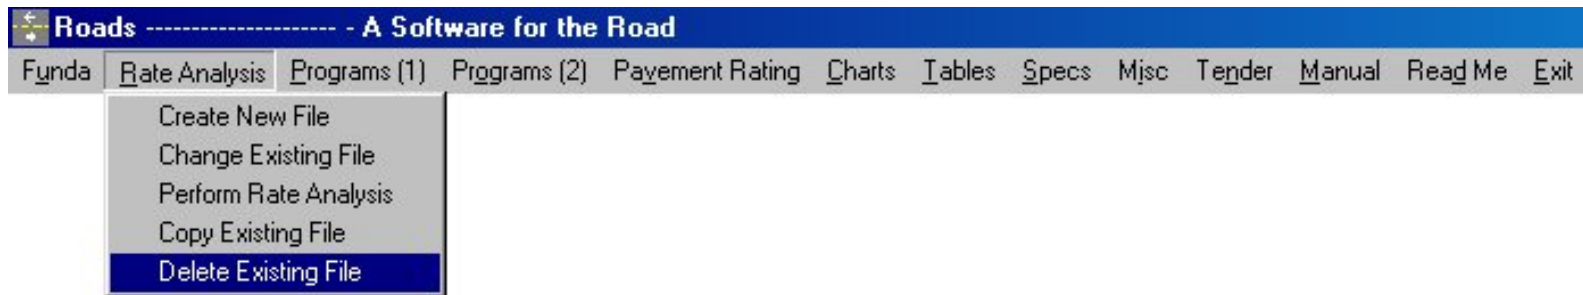 Roads --------------------- - A Software for the Road
Funda Rate Analysis Programs (1) Programs (2) Pavement Rating Charts Tables Specs Misc Tender Manual Read Me Exit
Create New File
Change Existing File
Perform Rate Analysis
Copy Existing File
Delete Existing File